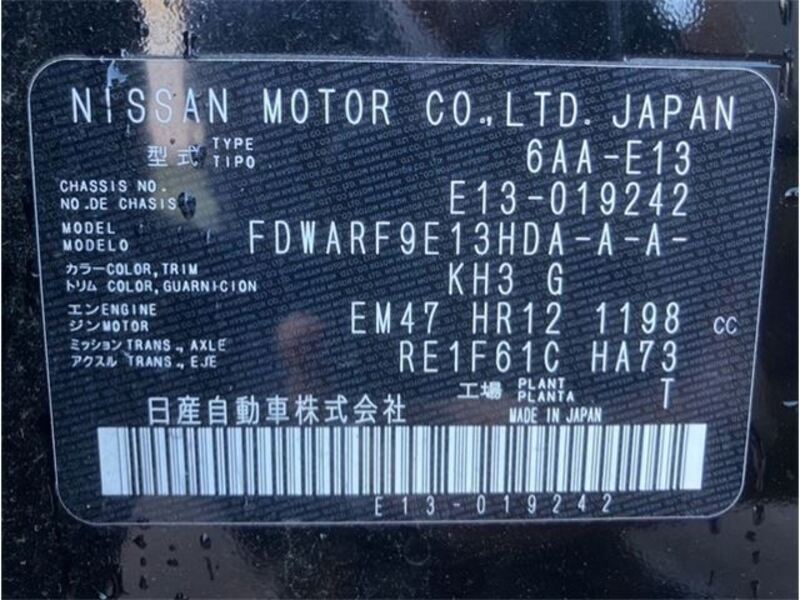 NISSAN MOTOR CO.,LTD. JAPAN
型式 TYPE TIPO 6AA-E13
CHASSIS NO. NO.DE CHASIS E13-019242
MODEL MODELO FDWARF9E13HDA-A-A-
カラー COLOR,TRIM トリム COLOR,GUARNICION KH3 G
エンジン ENGINE MOTOR EM47 HR12 1198 CC
ミッション TRANS., AXLE アクスル TRANS., EJE RE1F61C HA73
工場 PLANT PLANTA T
日産自動車株式会社 MADE IN JAPAN
E13-019242